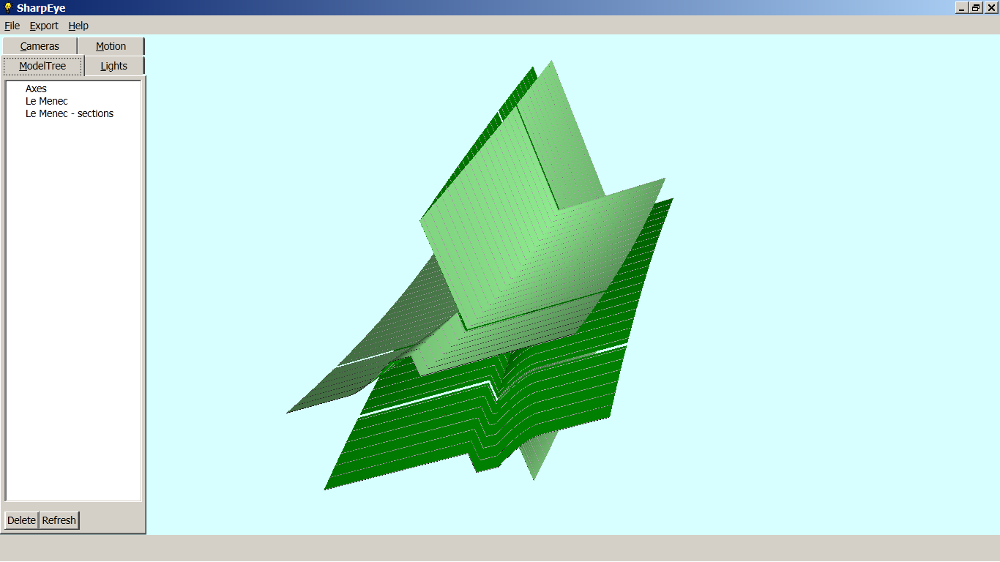 SharpEye
File Export Help
Cameras Motion
ModelTree Lights
Axes
Le Menec
Le Menec - sections
Delete Refresh